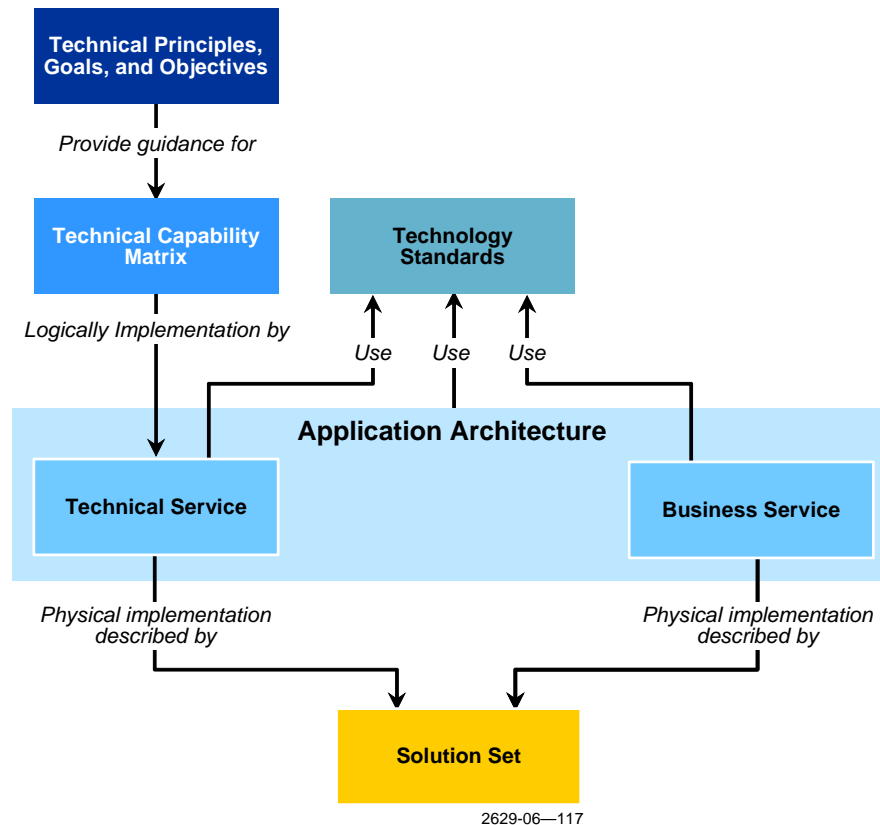 Technical Principles,
Goals, and Objectives
Provide guidance for
Technical Capability
Matrix
Technology
Standards
Logically Implementation by
Use
Use
Use
Application Architecture
Technical Service
Business Service
Physical implementation
described by
Physical implementation
described by
Solution Set
2629-06—117